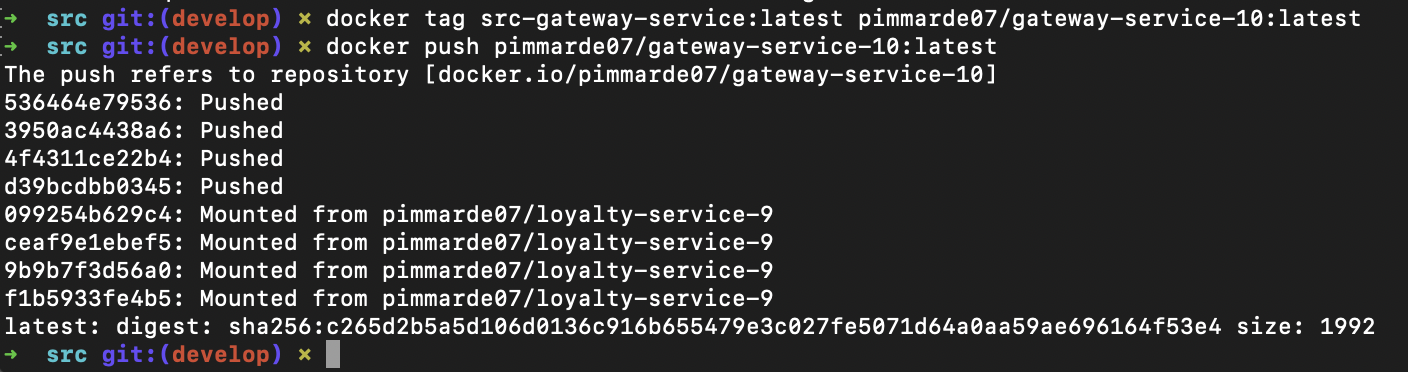 ➜  src git:(develop) ✗ docker tag src-gateway-service:latest pimmarde07/gateway-service-10:latest
➜  src git:(develop) ✗ docker push pimmarde07/gateway-service-10:latest
The push refers to repository [docker.io/pimmarde07/gateway-service-10]
536464e79536: Pushed
3950ac4438a6: Pushed
4f4311ce22b4: Pushed
d39bcdbb0345: Pushed
099254b629c4: Mounted from pimmarde07/loyalty-service-9
ceaf9e1ebef5: Mounted from pimmarde07/loyalty-service-9
9b9b7f3d56a0: Mounted from pimmarde07/loyalty-service-9
f1b5933fe4b5: Mounted from pimmarde07/loyalty-service-9
latest: digest: sha256:c265d2b5a5d106d0136c916b655479e3c027fe5071d64a0aa59ae696164f53e4 size: 1992
➜  src git:(develop) ✗